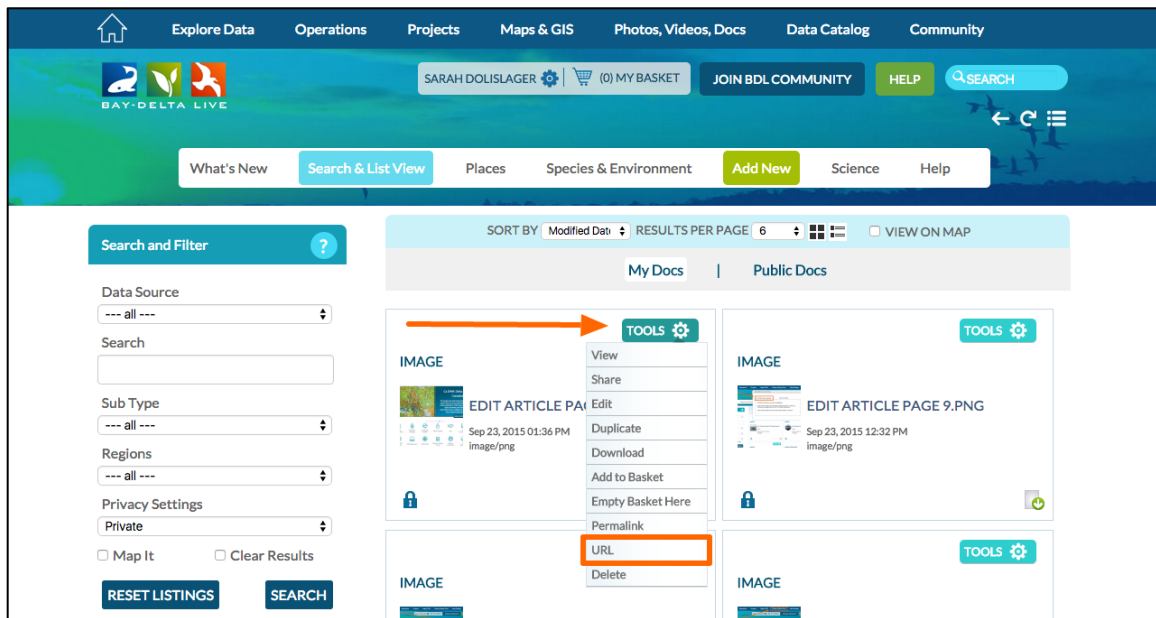 Explore Data Operations Projects Maps & GIS Photos, Videos, Docs Data Catalog Community
BAY-DELTA LIVE
SARAH DOLISLAGER (0) MY BASKET JOIN BDL COMMUNITY HELP SEARCH
What's New Search & List View Places Species & Environment Add New Science Help
Search and Filter ?
Data Source
--- all ---
Search
Sub Type
--- all ---
Regions
--- all ---
Privacy Settings
Private
Map It Clear Results
RESET LISTINGS SEARCH
SORT BY Modified Dat RESULTS PER PAGE 6 VIEW ON MAP
My Docs | Public Docs
TOOLS
IMAGE
EDIT ARTICLE PA
Sep 23, 2015 01:36 PM
image/png
View
Share
Edit
Duplicate
Download
Add to Basket
Empty Basket Here
Permalink
URL
Delete
TOOLS
IMAGE
EDIT ARTICLE PAGE 9.PNG
Sep 23, 2015 12:32 PM
image/png
IMAGE
TOOLS
IMAGE